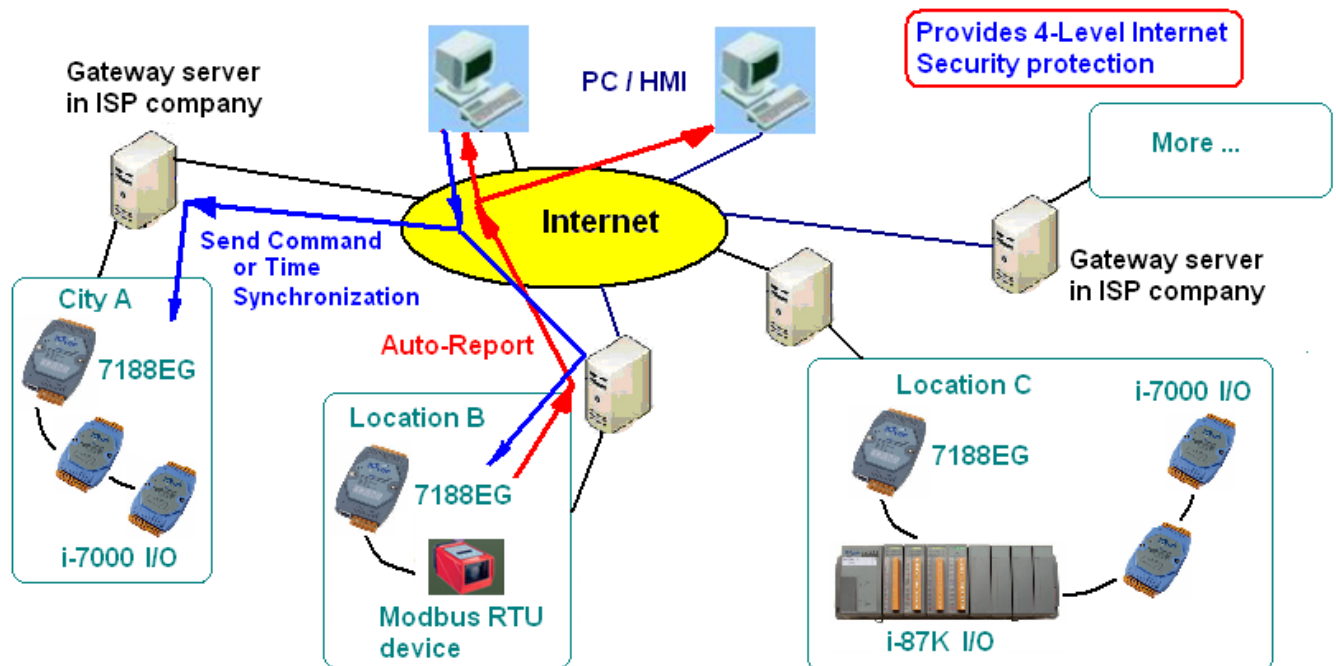 Provides 4-Level Internet
Security protection
Gateway server
in ISP company
PC / HMI
More ...
Internet
Send Command
or Time
Synchronization
Gateway server
in ISP company
City A
7188EG
i-7000 I/O
Auto-Report
Location B
7188EG
Modbus RTU
device
Location C
i-7000 I/O
7188EG
i-87K I/O